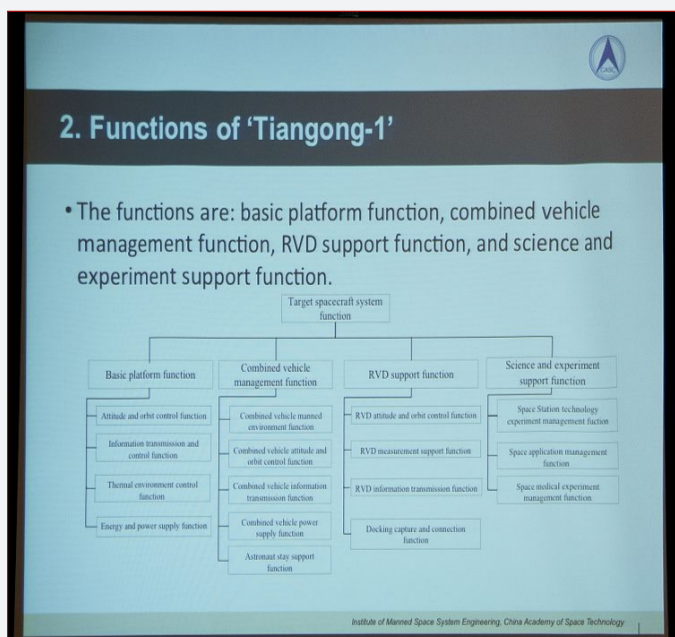 CASC
2. Functions of ‘Tiangong-1’
• The functions are: basic platform function, combined vehicle
management function, RVD support function, and science and
experiment support function.
Target spacecraft system
function
Basic platform function
Attitude and orbit control function
Information transmission and
control function
Thermal environment control
function
Energy and power supply function
Combined vehicle
management function
Combined vehicle manned
environment function
Combined vehicle attitude and
orbit control function
Combined vehicle information
transmission function
Combined vehicle power
supply function
Astronaut stay support
function
RVD support function
RVD attitude and orbit control function
RVD measurement support function
RVD information transmission function
Docking capture and connection
function
Science and experiment
support function
Space Station technology
experiment management fuction
Space application management
function
Space medical experiment
management function
Institute of Manned Space System Engineering, China Academy of Space Technology